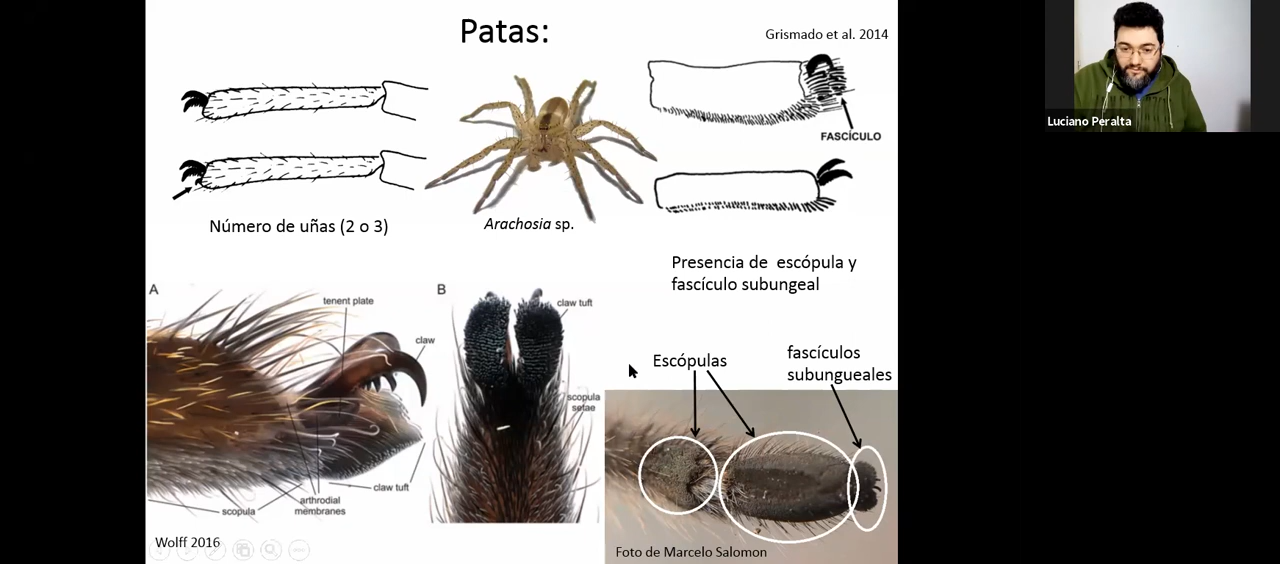 Patas:
Grismado et al. 2014
Luciano Peralta
FASCÍCULO
Número de uñas (2 o 3)
Arachosia sp.
Presencia de escópula y
fascículo subungeal
A
tenent plate
claw
scopula
arthrodial
membranes
claw tuft
Wolff 2016
B
claw tuft
scopula
setae
Escópulas
fascículos
subungueales
Foto de Marcelo Salomon